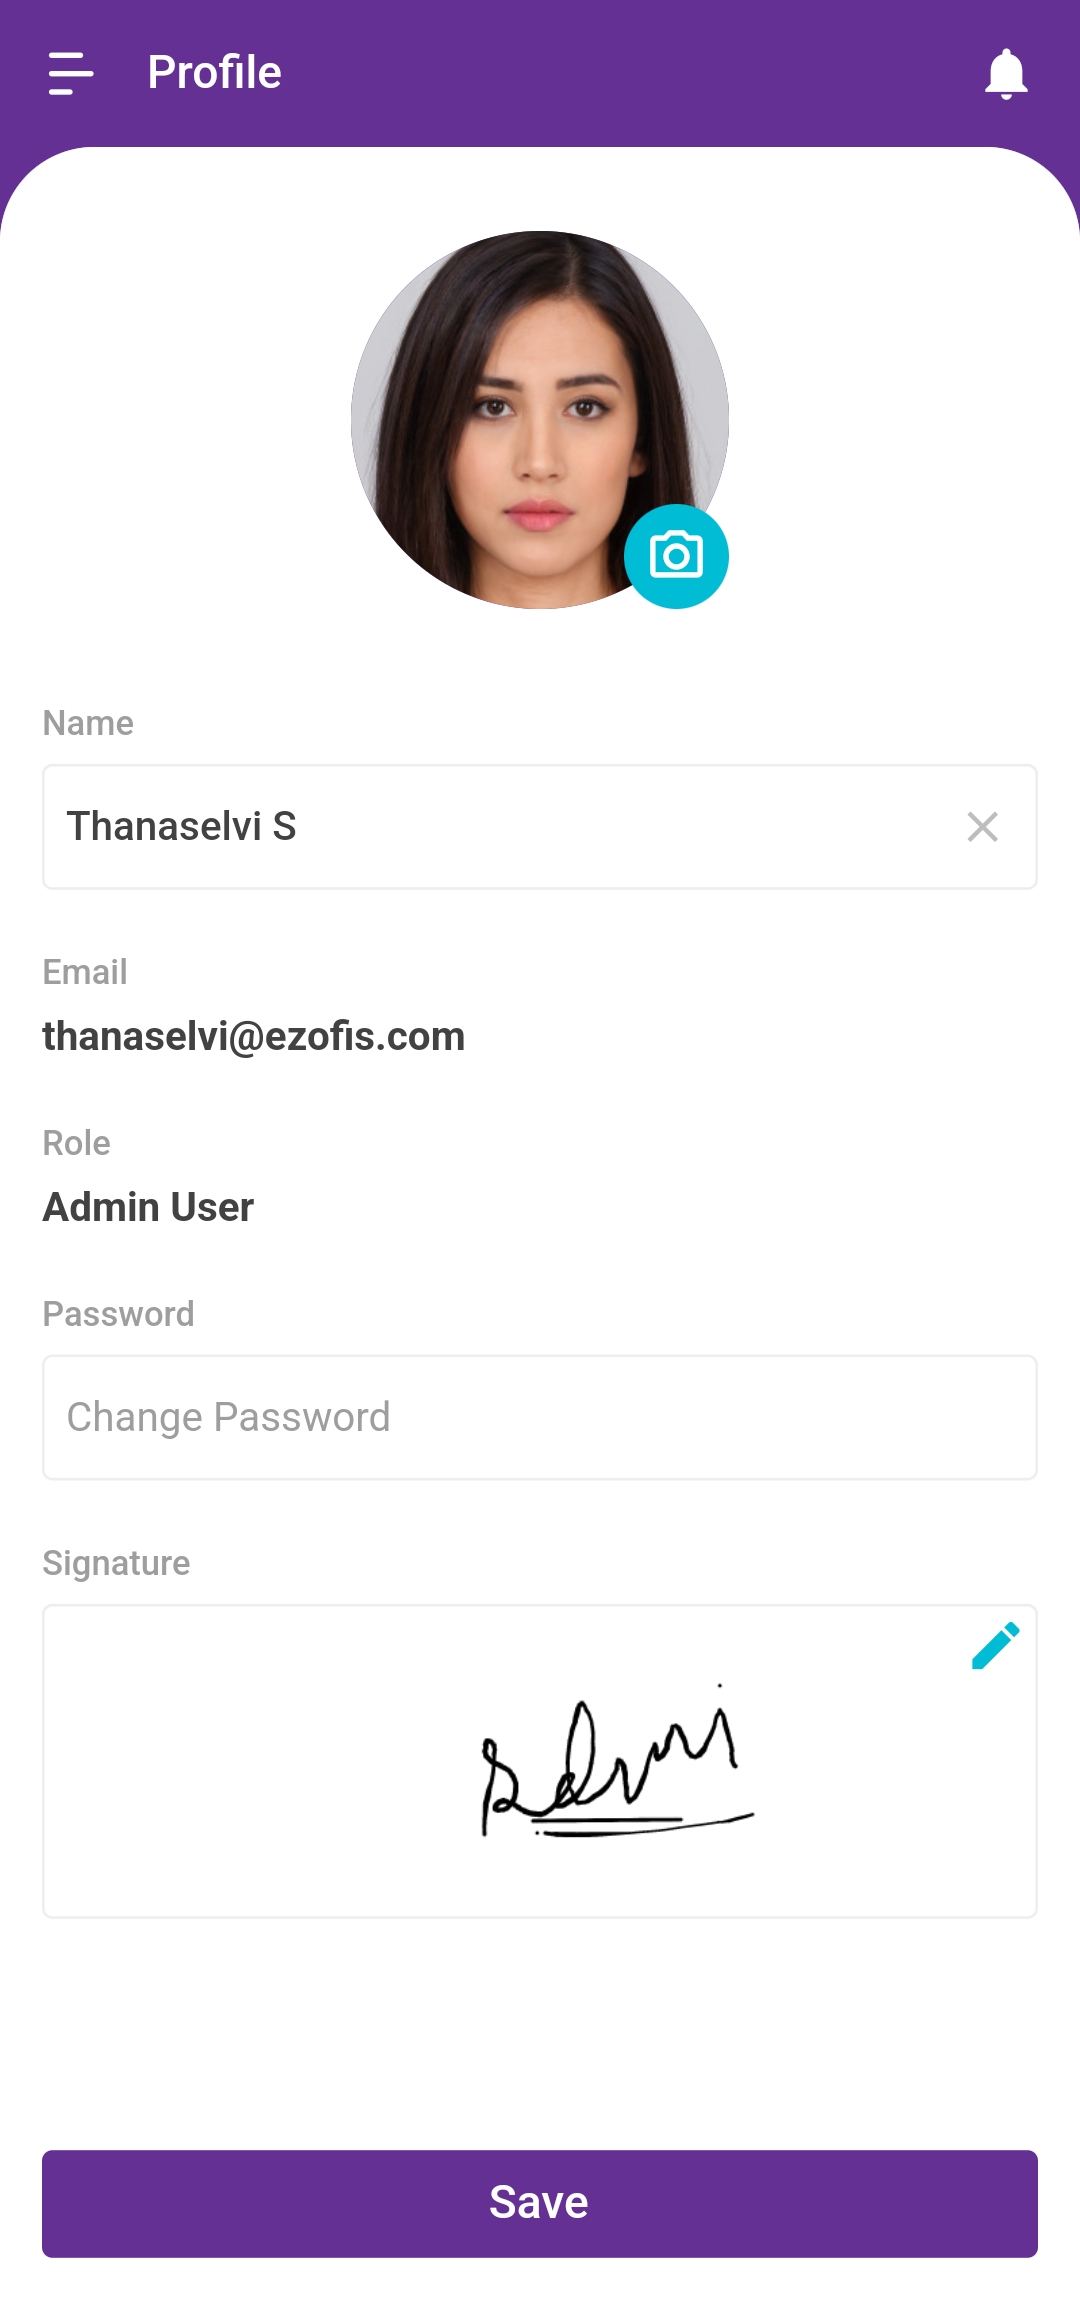 Profile
Name
Thanaselvi S
Email
thanaselvi@ezofis.com
Role
Admin User
Password
Change Password
Signature
Selvi
Save